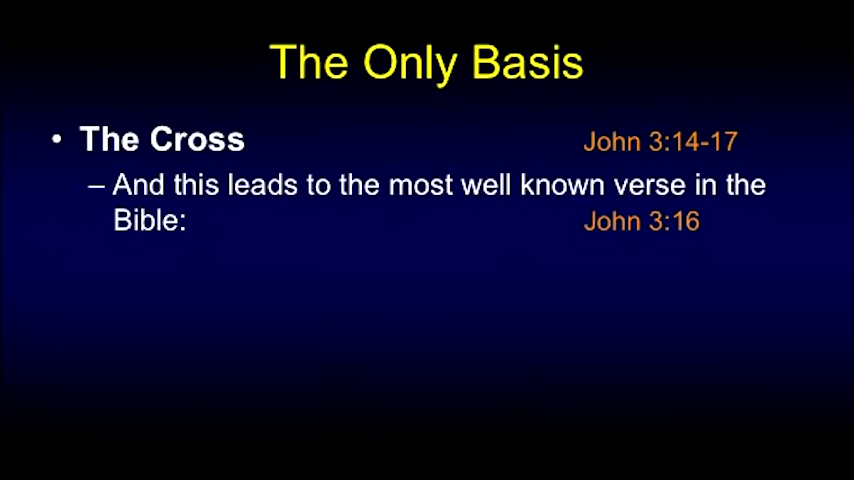 The Only Basis
• The Cross John 3:14-17
– And this leads to the most well known verse in the
Bible: John 3:16